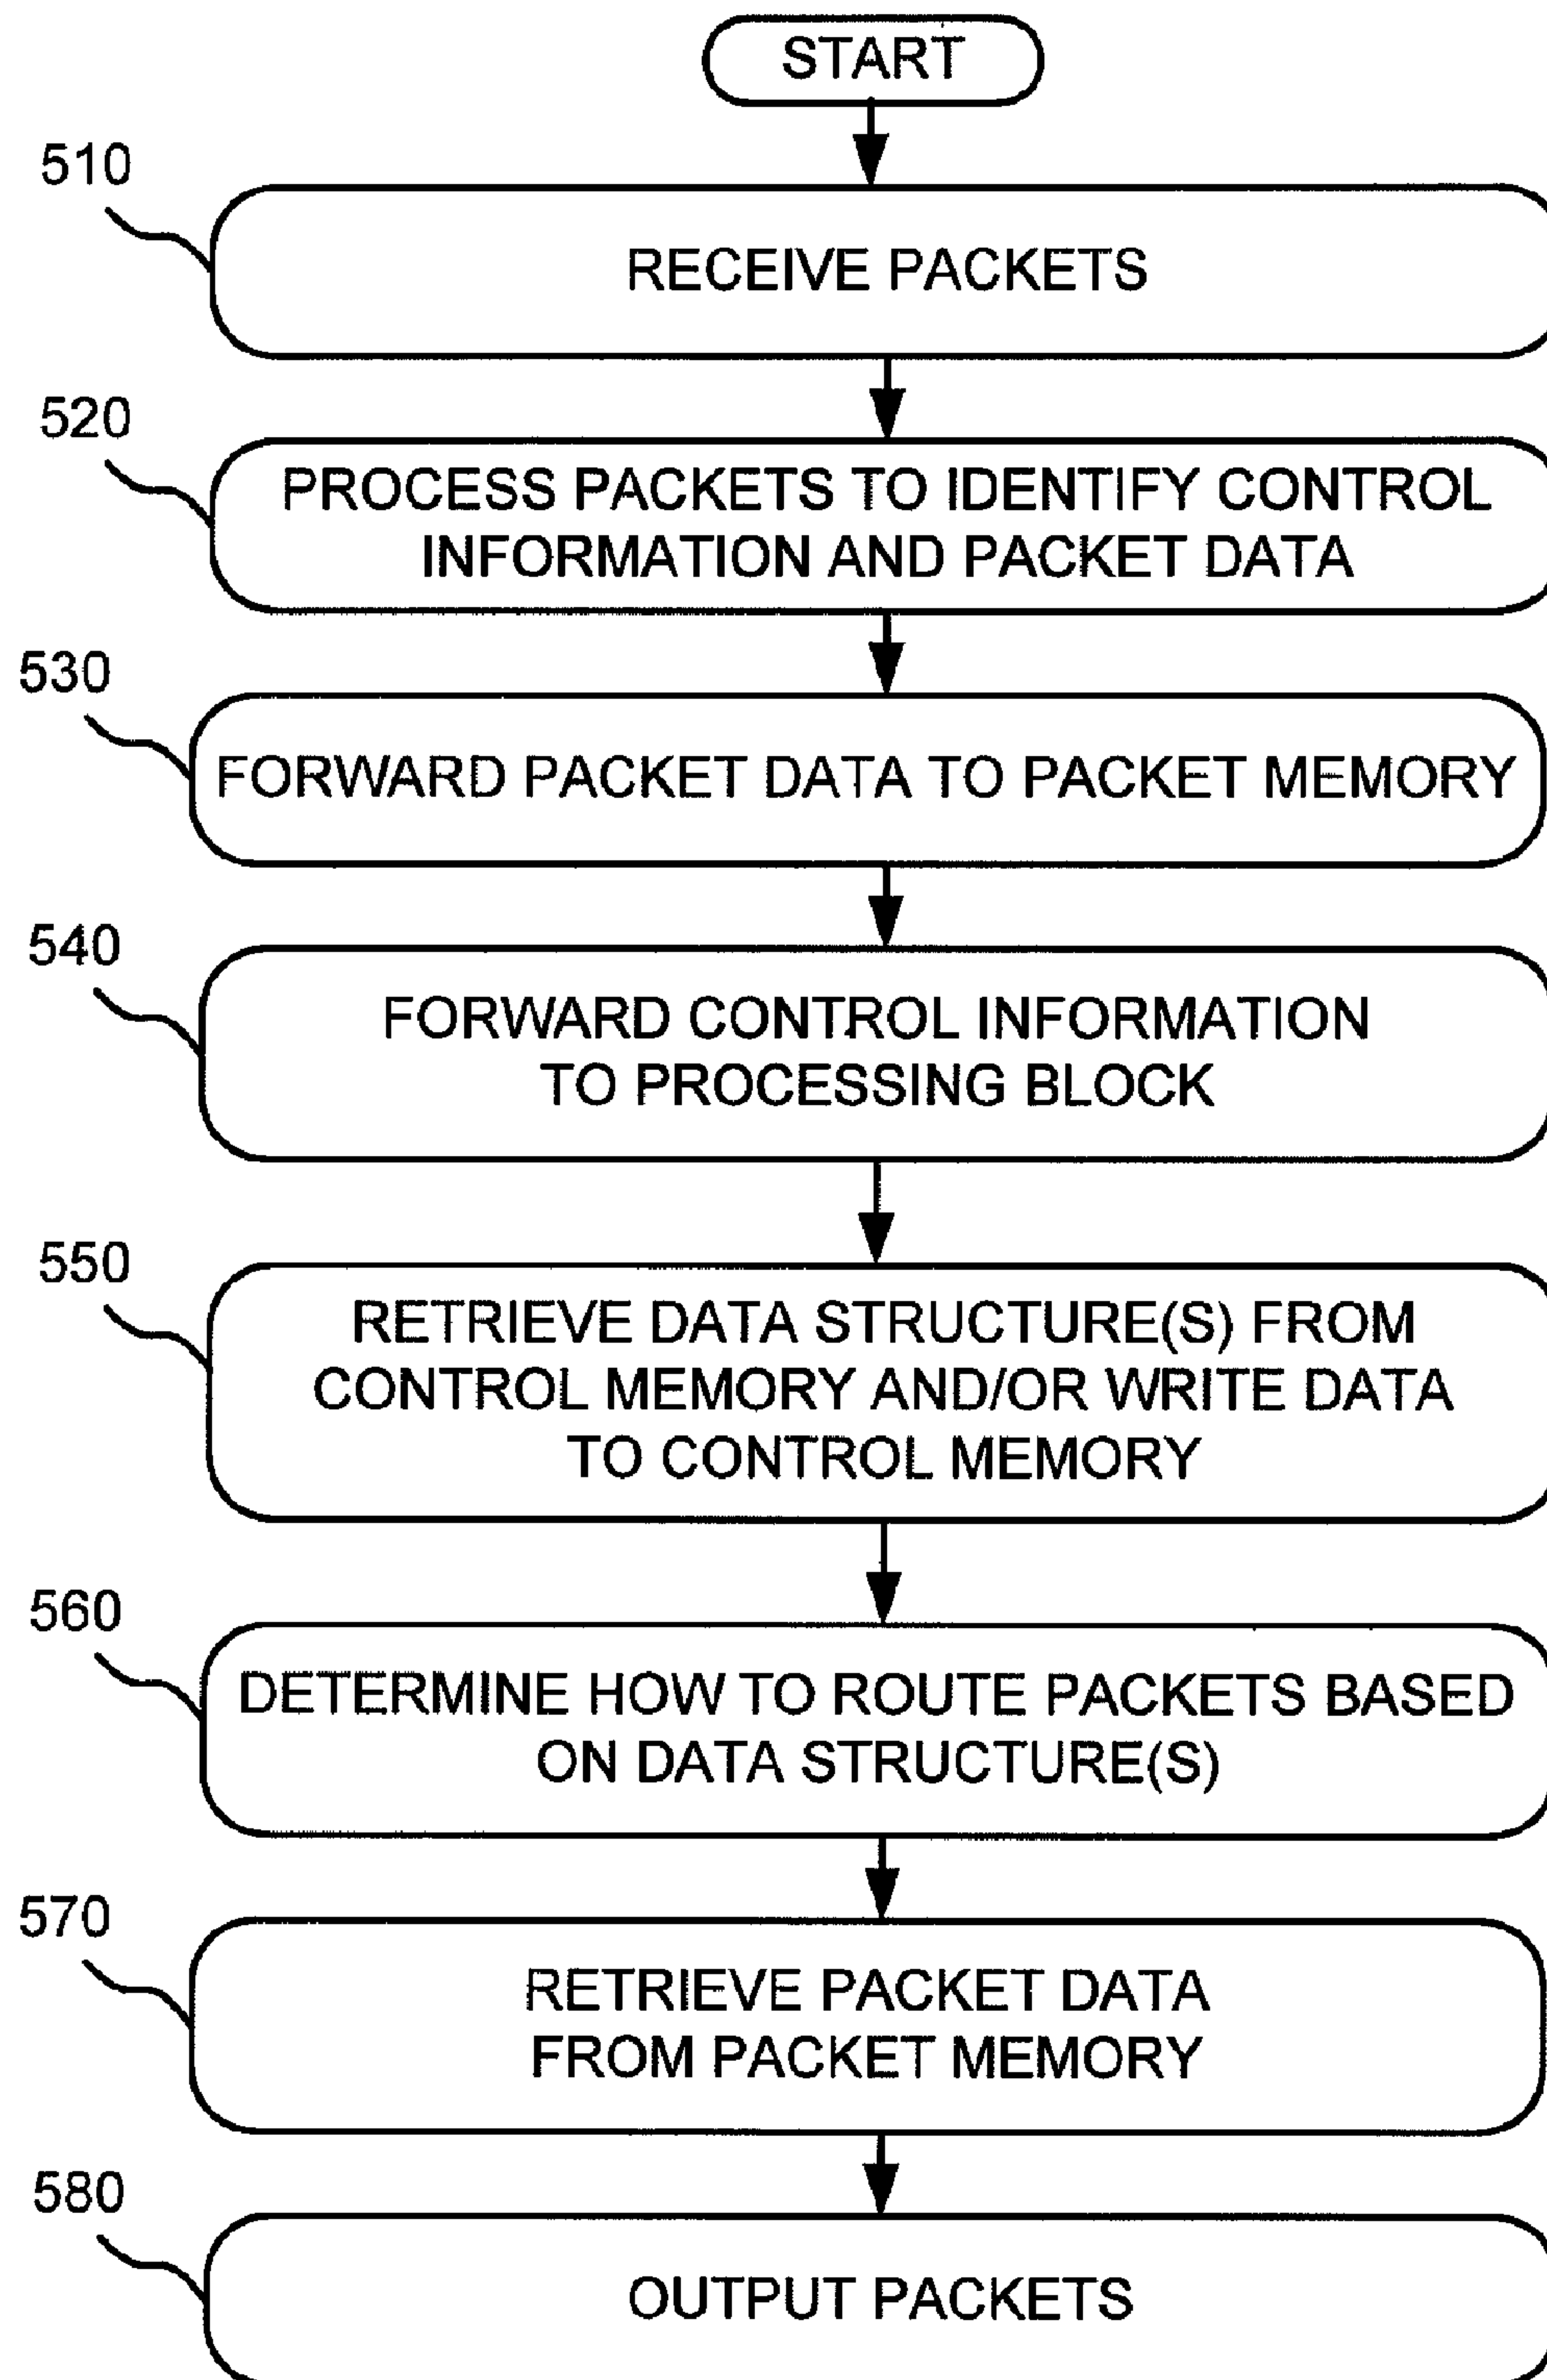 START
510
RECEIVE PACKETS
520
PROCESS PACKETS TO IDENTIFY CONTROL
INFORMATION AND PACKET DATA
530
FORWARD PACKET DATA TO PACKET MEMORY
540
FORWARD CONTROL INFORMATION
TO PROCESSING BLOCK
550
RETRIEVE DATA STRUCTURE(S) FROM
CONTROL MEMORY AND/OR WRITE DATA
TO CONTROL MEMORY
560
DETERMINE HOW TO ROUTE PACKETS BASED
ON DATA STRUCTURE(S)
570
RETRIEVE PACKET DATA
FROM PACKET MEMORY
580
OUTPUT PACKETS